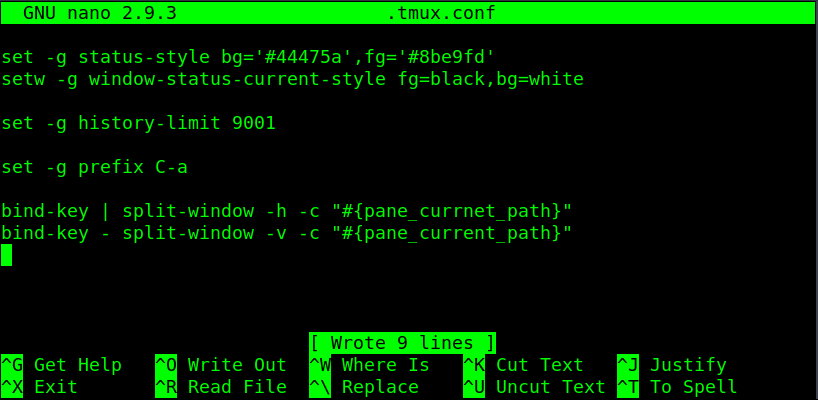 GNU nano 2.9.3 .tmux.conf
set -g status-style bg='#44475a',fg='#8be9fd'
setw -g window-status-current-style fg=black,bg=white
set -g history-limit 9001
set -g prefix C-a
bind-key | split-window -h -c "#{pane_currnet_path}"
bind-key - split-window -v -c "#{pane_current_path}"
[ Wrote 9 lines ]
^G Get Help ^O Write Out ^W Where Is ^K Cut Text ^J Justify
^X Exit ^R Read File ^\ Replace ^U Uncut Text ^T To Spell